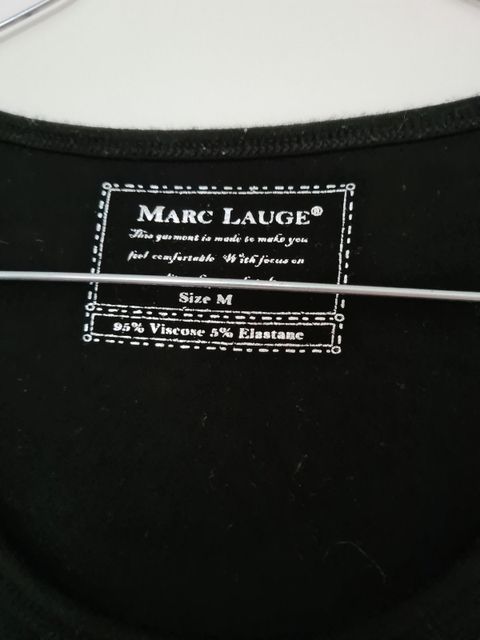 MARC LAUGE®
This garment is made to make you
feel comfortable With focus on
Size M
95% Viscose 5% Elastane